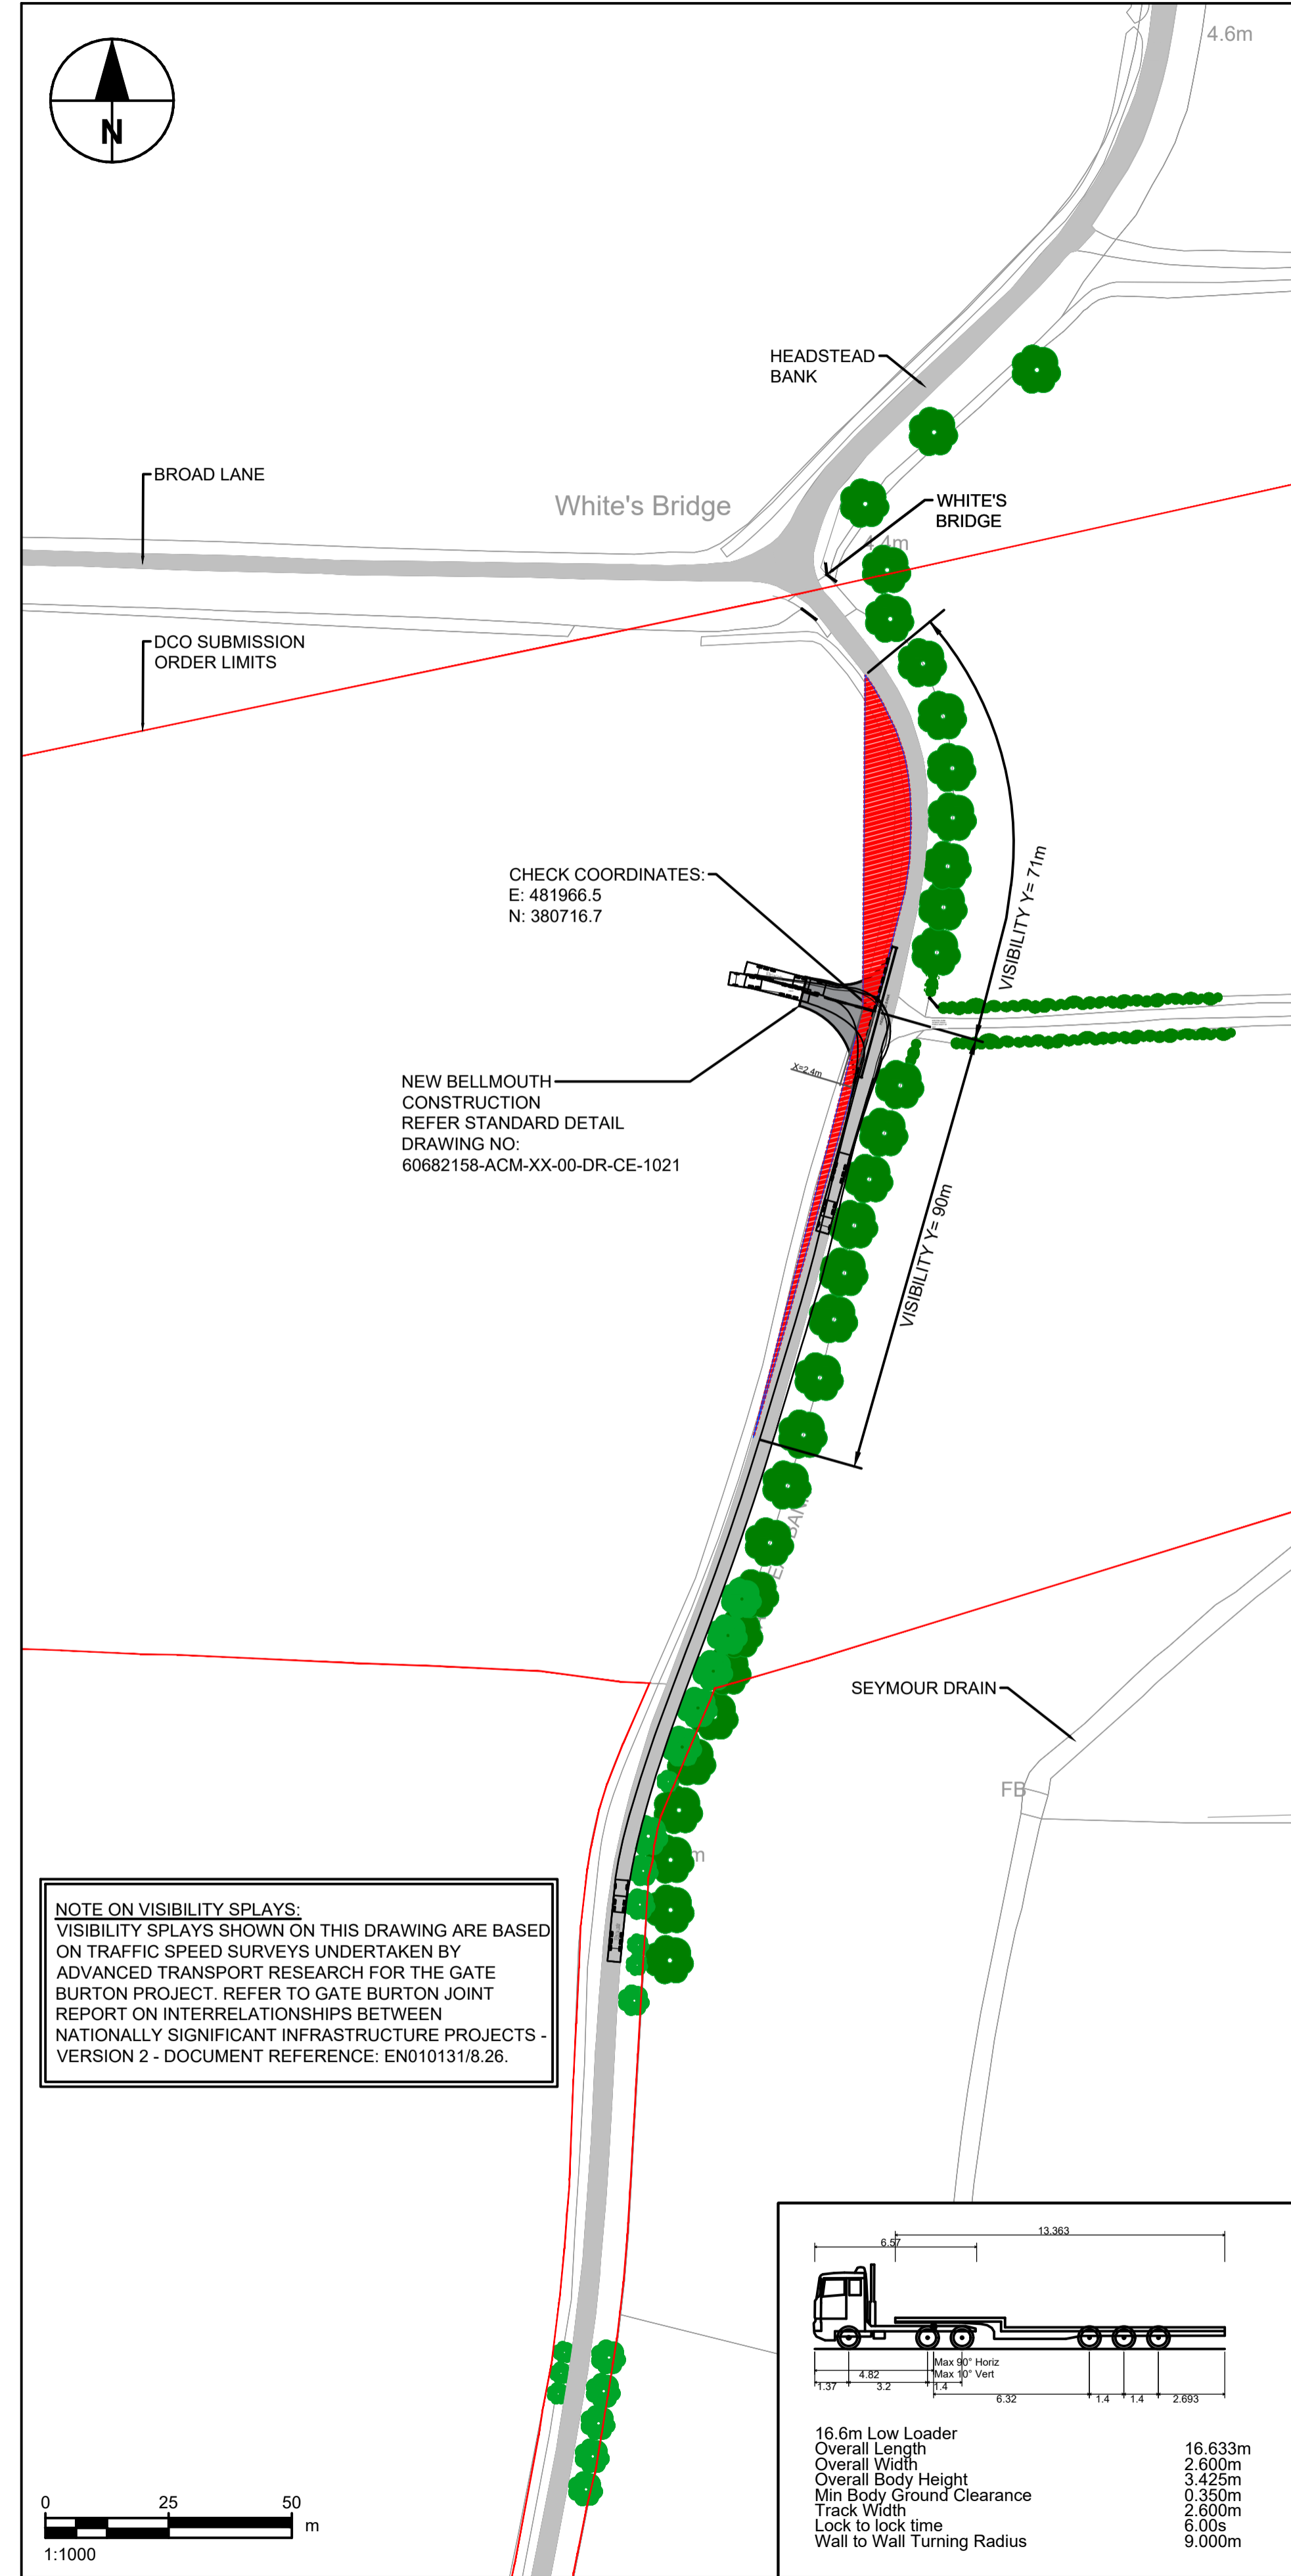 4.6m
N
HEADSTEAD
BANK
BROAD LANE
White's Bridge
WHITE'S
BRIDGE
4.4m
DCO SUBMISSION
ORDER LIMITS
VISIBILITY Y= 71m
CHECK COORDINATES:
E: 481966.5
N: 380716.7
X=2.4m
NEW BELLMOUTH
CONSTRUCTION
REFER STANDARD DETAIL
DRAWING NO:
60682158-ACM-XX-00-DR-CE-1021
VISIBILITY Y= 90m
SEYMOUR DRAIN
FB
m
NOTE ON VISIBILITY SPLAYS:
VISIBILITY SPLAYS SHOWN ON THIS DRAWING ARE BASED
ON TRAFFIC SPEED SURVEYS UNDERTAKEN BY
ADVANCED TRANSPORT RESEARCH FOR THE GATE
BURTON PROJECT. REFER TO GATE BURTON JOINT
REPORT ON INTERRELATIONSHIPS BETWEEN
NATIONALLY SIGNIFICANT INFRASTRUCTURE PROJECTS -
VERSION 2 - DOCUMENT REFERENCE: EN010131/8.26.
13.363
6.57
Max 90° Horiz
Max 10° Vert
4.82
1.37 3.2 1.4
6.32 1.4 1.4 2.693
16.6m Low Loader
Overall Length 16.633m
Overall Width 2.600m
Overall Body Height 3.425m
Min Body Ground Clearance 0.350m
Track Width 2.600m
Lock to lock time 6.00s
Wall to Wall Turning Radius 9.000m
0 25 50
m
1:1000